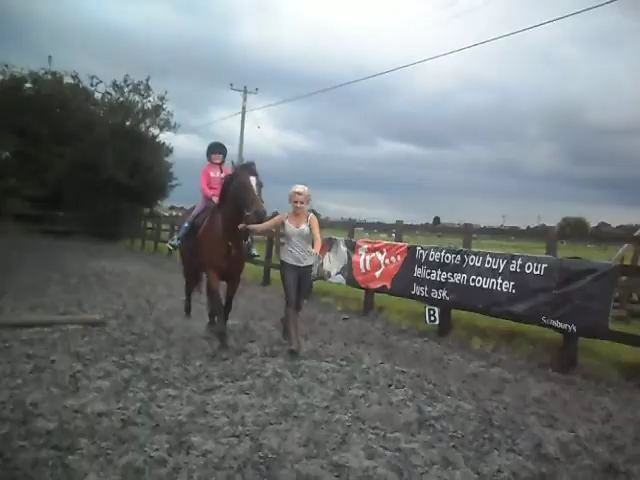 Try...
Try before you buy at our
delicatessen counter.
Just ask.
Sainsbury's
B